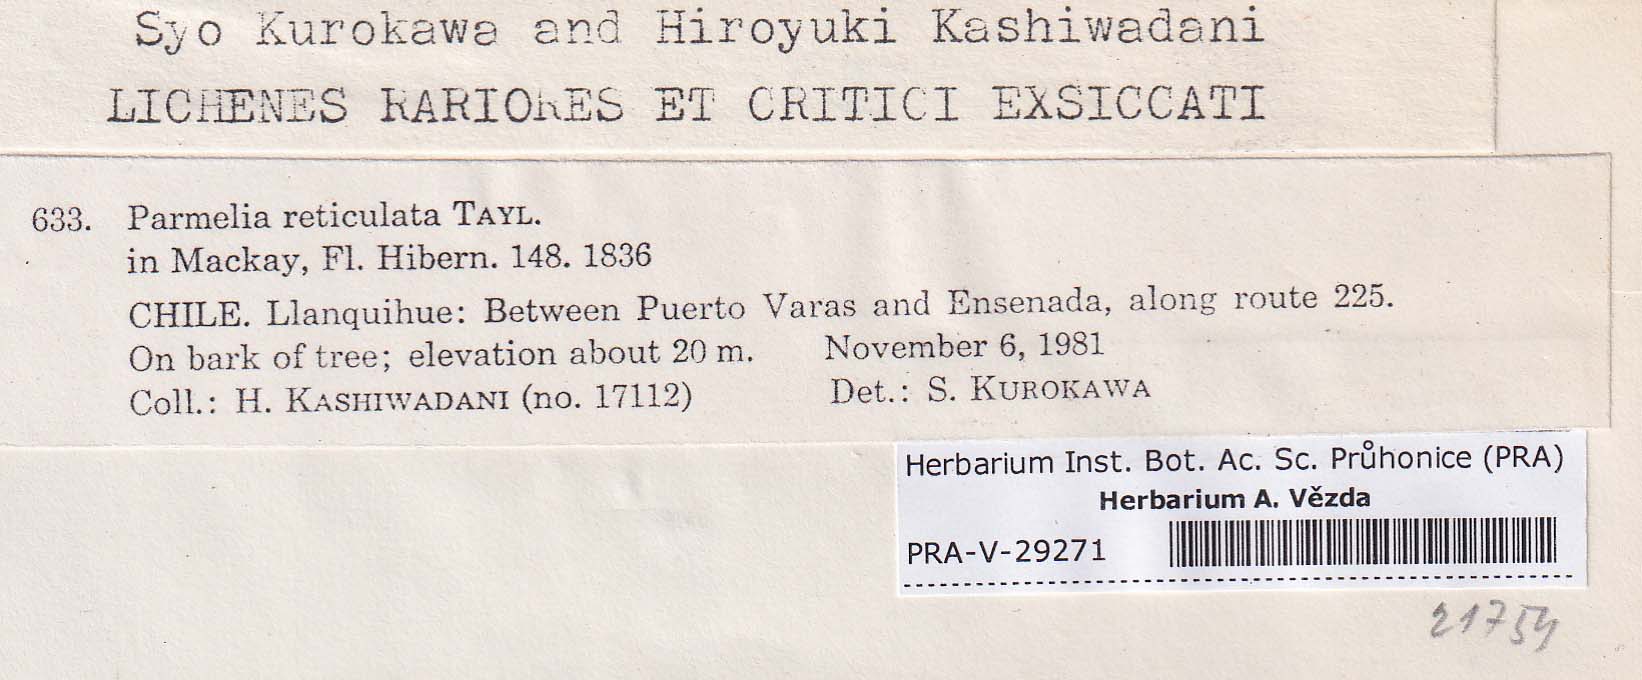 Syo Kurokawa and Hiroyuki Kashiwadani
LICHENES RARIORES ET CRITICI EXSICCATI
633. Parmelia reticulata TAYL.
in Mackay, Fl. Hibern. 148. 1836
CHILE. Llanquihue: Between Puerto Varas and Ensenada, along route 225.
On bark of tree; elevation about 20 m. November 6, 1981
Coll.: H. KASHIWADANI (no. 17112) Det.: S. KUROKAWA
Herbarium Inst. Bot. Ac. Sc. Průhonice (PRA)
Herbarium A. Vězda
PRA-V-29271
21754